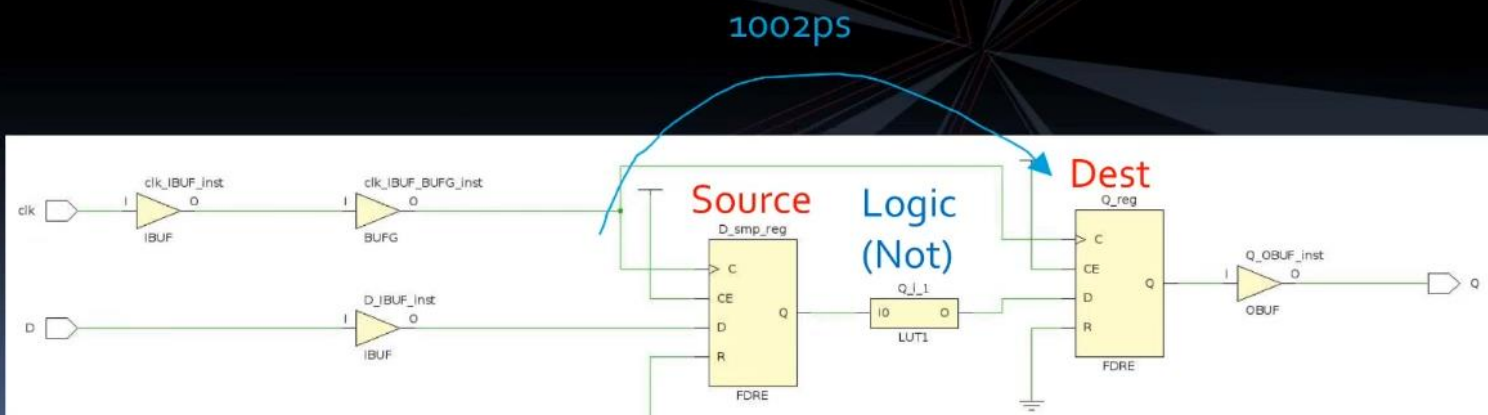 1002ps
clk
I
clk_IBUF_inst
O
IBUF
I
clk_IBUF_BUFG_inst
O
BUFG
Source
D_smp_reg
C
CE
D
R
Q
FDRE
Logic
(Not)
Q_i_1
I0
O
LUT1
Dest
Q_reg
C
CE
D
R
Q
FDRE
Q_OBUF_inst
I
O
OBUF
Q
D
D_IBUF_inst
I
O
IBUF